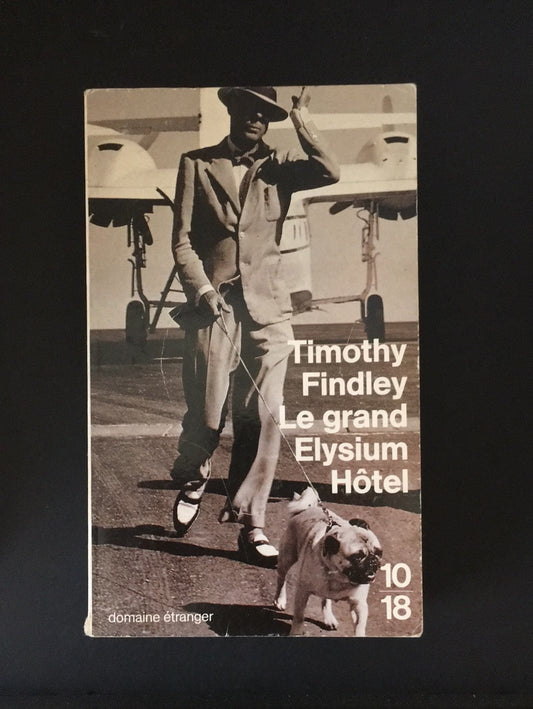 Timothy
Findley
Le grand
Elysium
Hôtel
10
18
domaine étranger